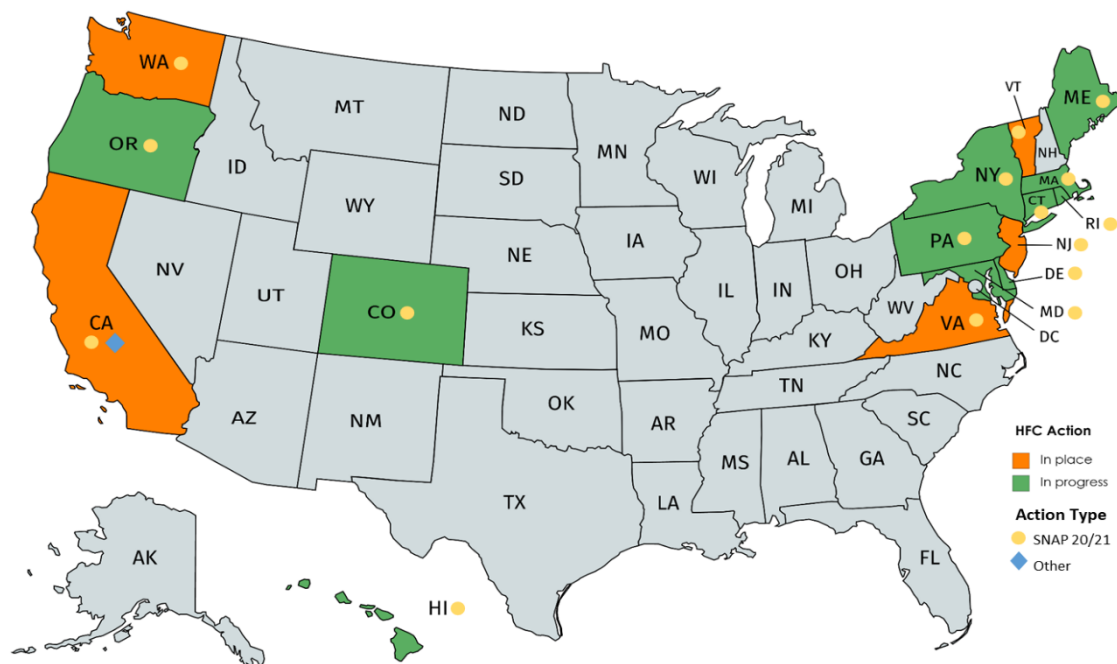 WA
MT
ND
MN
VT
ME
OR
ID
SD
WI
MI
NY
NH
MA
CT
RI
WY
IA
PA
NJ
NE
OH
DE
NV
UT
CO
IL
IN
WV
MD
DC
CA
KS
MO
KY
VA
AZ
NM
OK
AR
TN
NC
SC
MS
AL
GA
TX
LA
FL
AK
HI
HFC Action
In place
In progress
Action Type
SNAP 20/21
Other